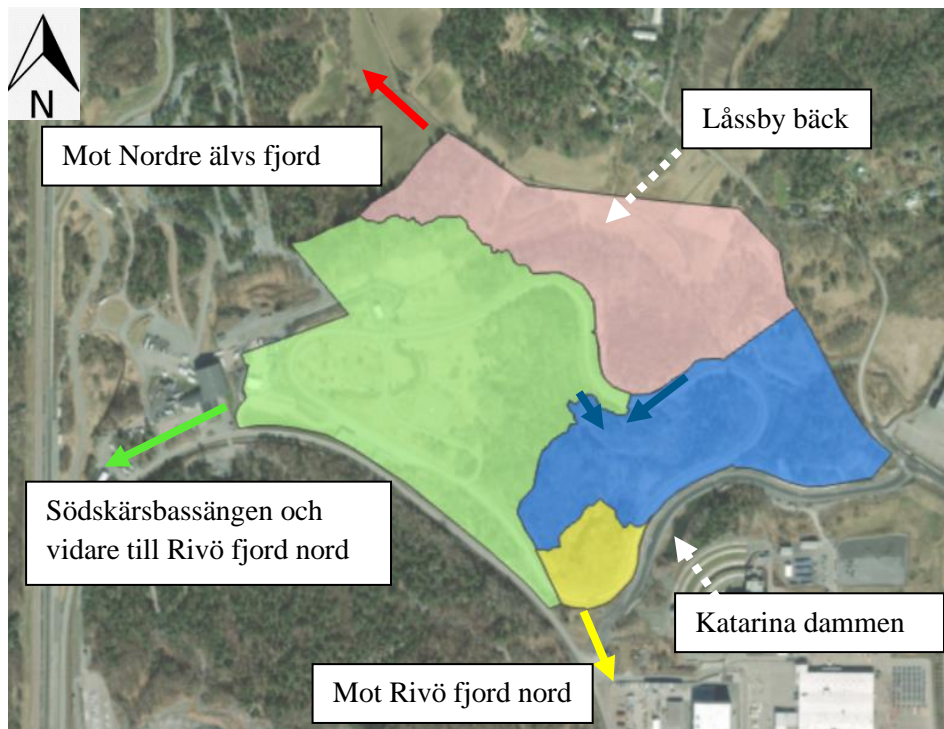 N
Låssby bäck
Mot Nordre älvs fjord
Södskärsbassängen och
vidare till Rivö fjord nord
Katarina dammen
Mot Rivö fjord nord